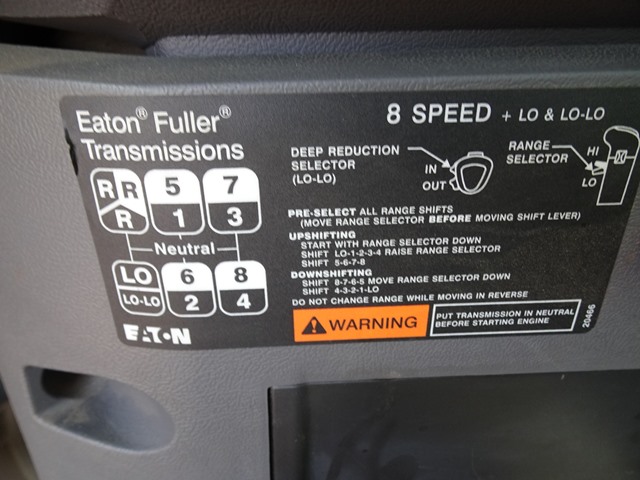 Eaton® Fuller®
Transmissions
8 SPEED + LO & LO-LO
R R 5 7
R 1 3
Neutral
LO 6 8
LO-LO 2 4
EATON
DEEP REDUCTION
SELECTOR
(LO-LO)
IN
OUT
RANGE
SELECTOR
HI
LO
PRE-SELECT ALL RANGE SHIFTS
(MOVE RANGE SELECTOR BEFORE MOVING SHIFT LEVER)
UPSHIFTING
START WITH RANGE SELECTOR DOWN
SHIFT LO-1-2-3-4 RAISE RANGE SELECTOR
SHIFT 5-6-7-8
DOWNSHIFTING
SHIFT 8-7-6-5 MOVE RANGE SELECTOR DOWN
SHIFT 4-3-2-1-LO
DO NOT CHANGE RANGE WHILE MOVING IN REVERSE
WARNING
PUT TRANSMISSION IN NEUTRAL
BEFORE STARTING ENGINE
20466